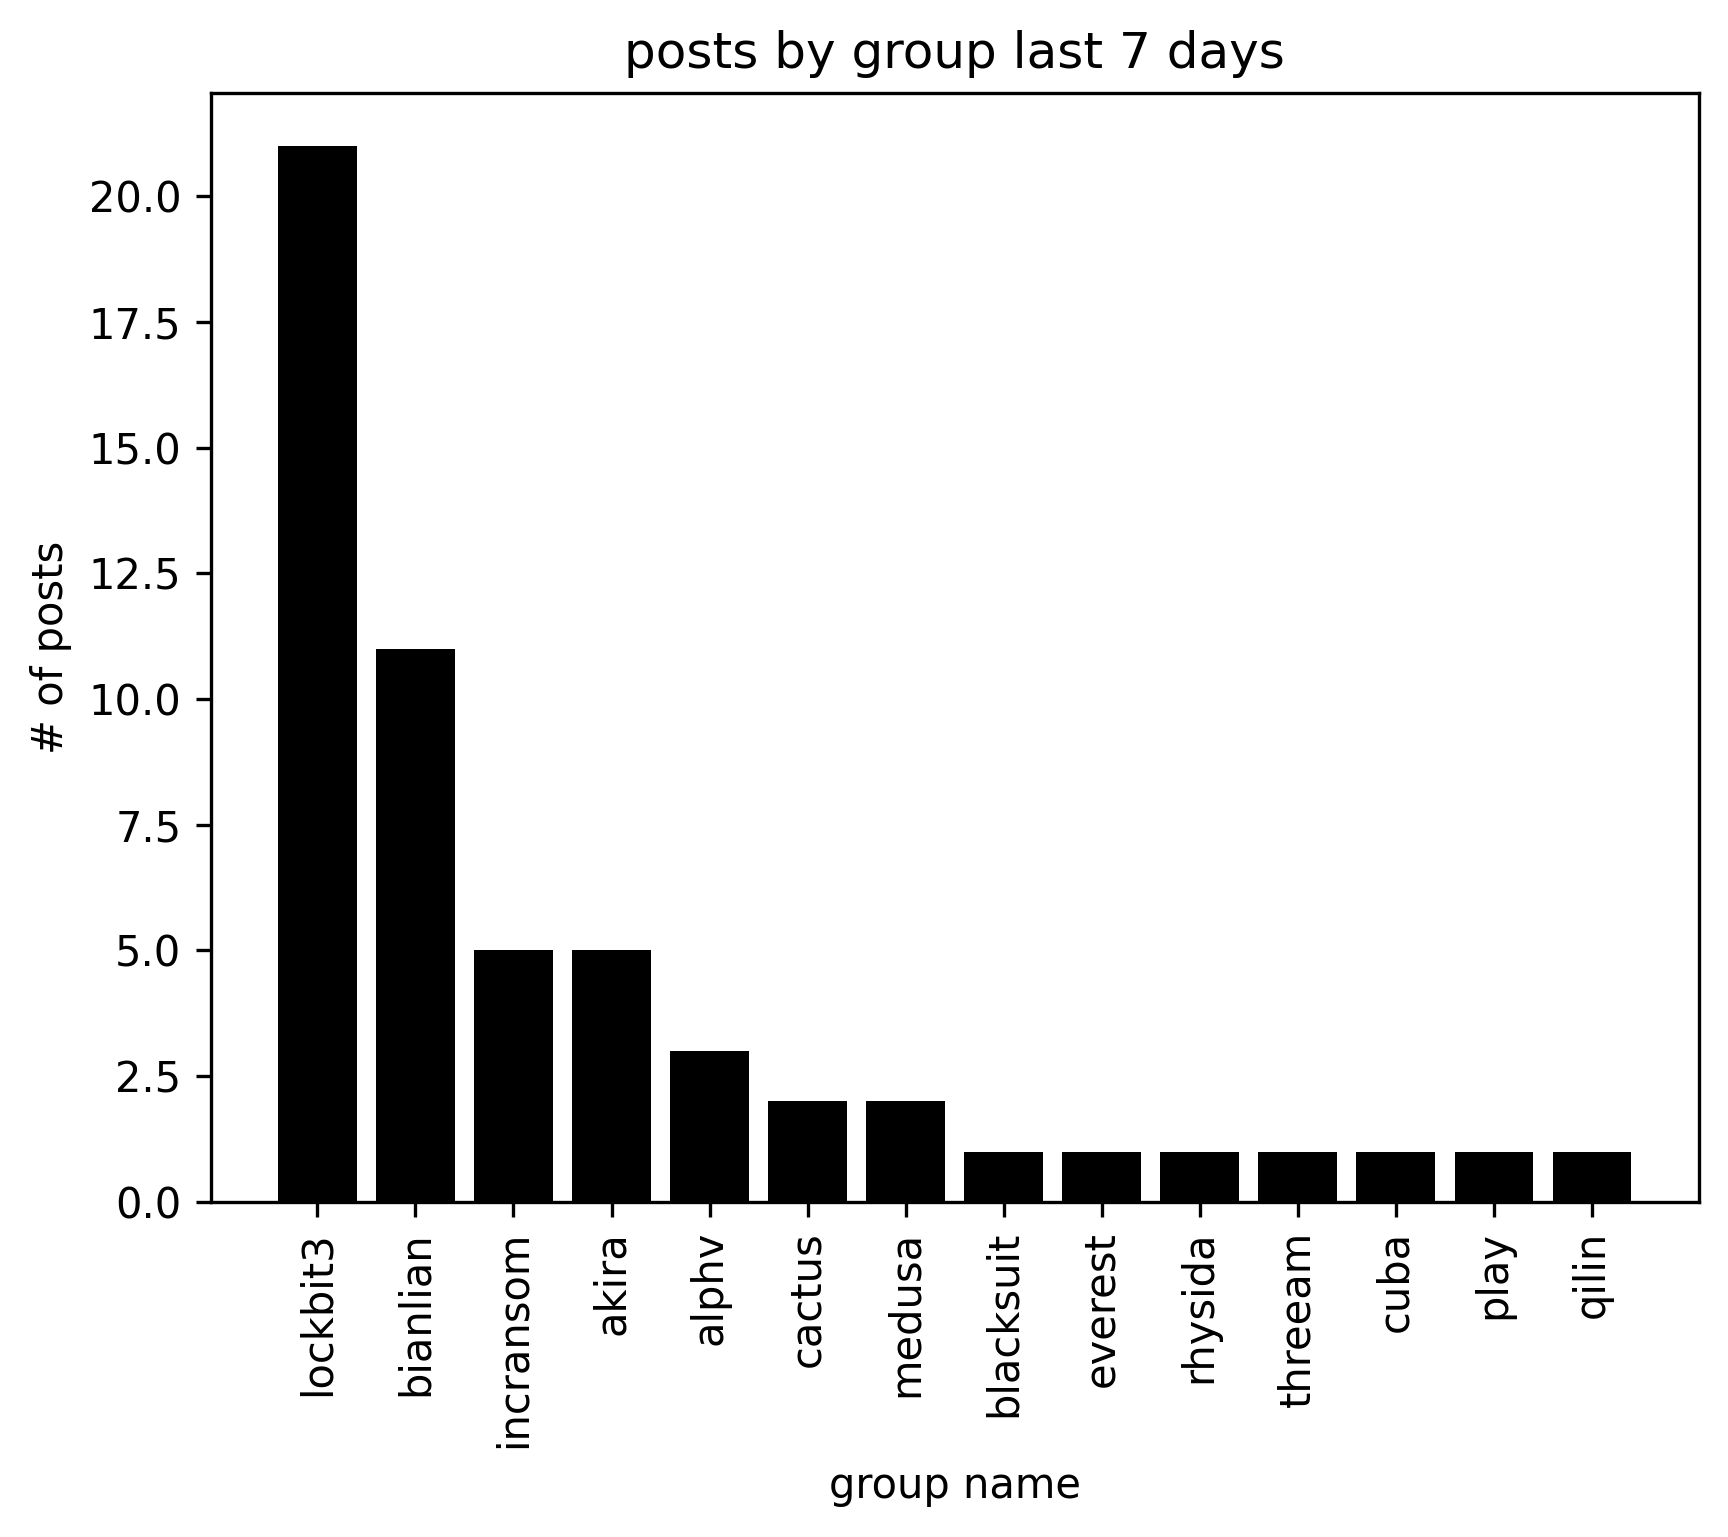 posts by group last 7 days
# of posts
20.0
17.5
15.0
12.5
10.0
7.5
5.0
2.5
0.0
lockbit3
bianlian
incransom
akira
alphv
cactus
medusa
blacksuit
everest
rhysida
threeam
cuba
play
qilin
group name